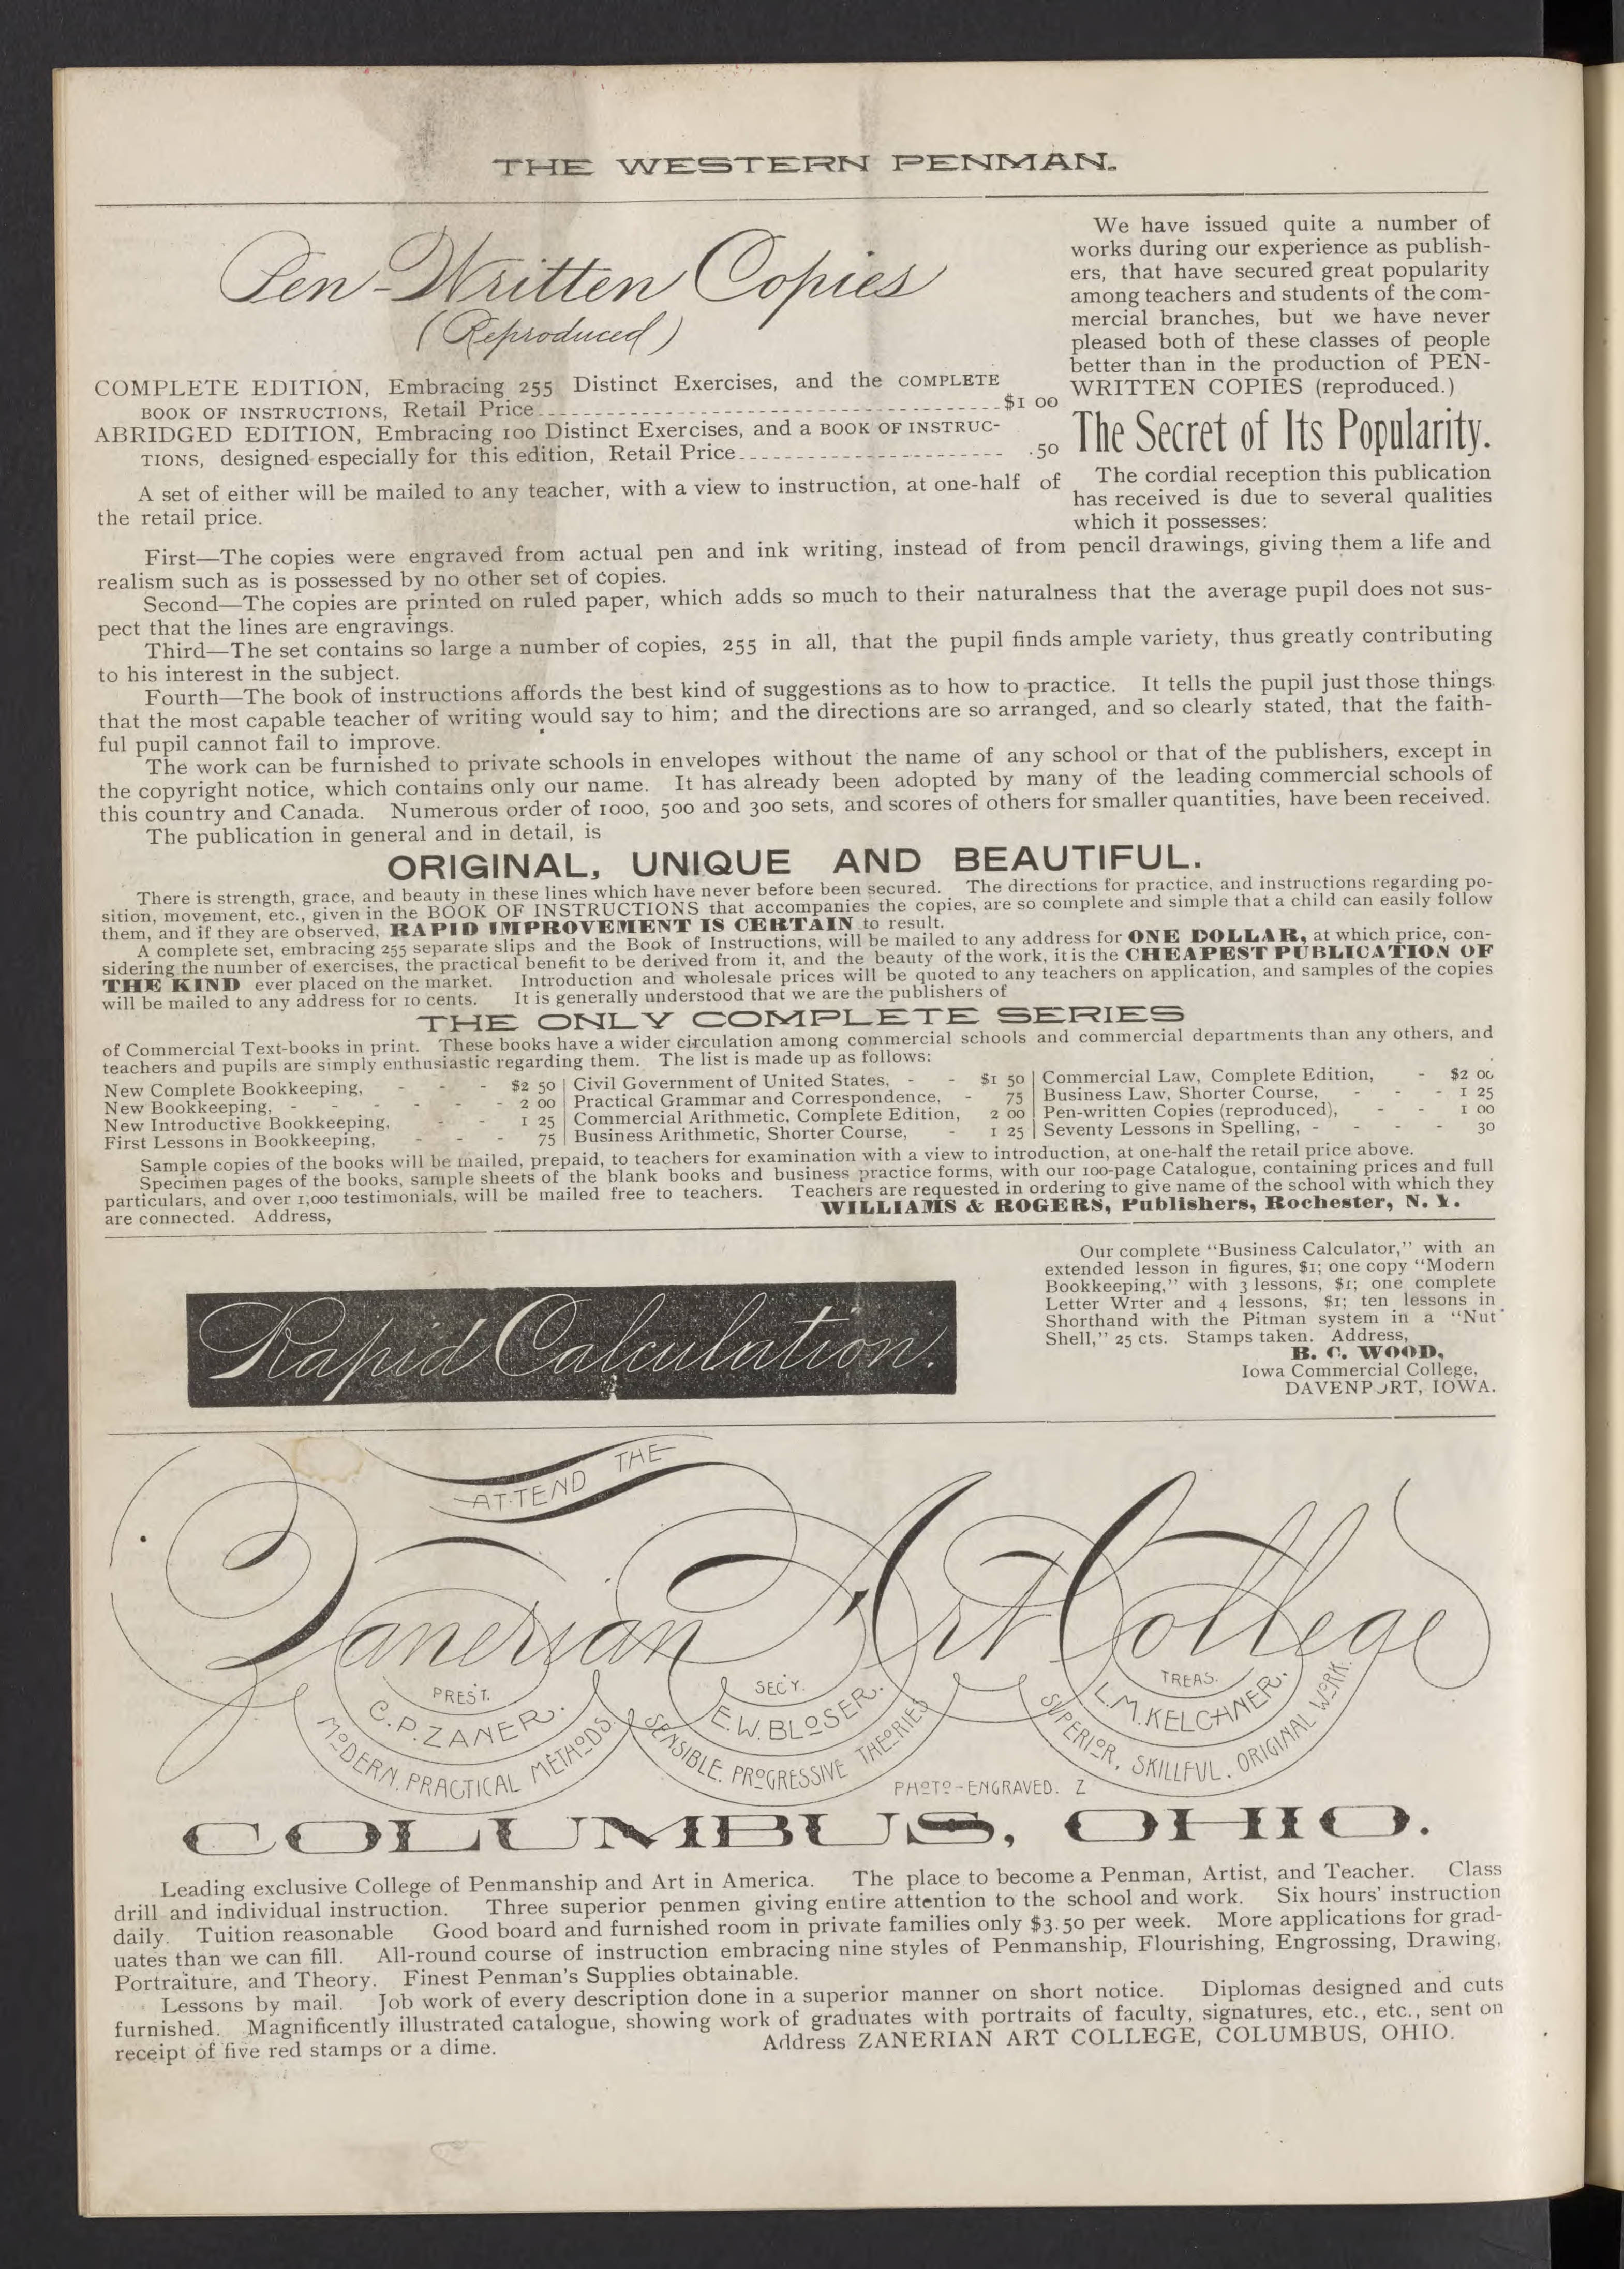 THE WESTERN PENMAN.
Pen-Written Copies
(Reproduced)
COMPLETE EDITION, Embracing 255 Distinct Exercises, and the COMPLETE
BOOK OF INSTRUCTIONS, Retail Price $1 00
ABRIDGED EDITION, Embracing 100 Distinct Exercises, and a BOOK OF INSTRUC-
TIONS, designed especially for this edition, Retail Price .50
A set of either will be mailed to any teacher, with a view to instruction, at one-half of
the retail price.
We have issued quite a number of
works during our experience as publish-
ers, that have secured great popularity
among teachers and students of the com-
mercial branches, but we have never
pleased both of these classes of people
better than in the production of PEN-
WRITTEN COPIES (reproduced.)
The Secret of Its Popularity.
The cordial reception this publication
has received is due to several qualities
which it possesses:
First—The copies were engraved from actual pen and ink writing, instead of from pencil drawings, giving them a life and
realism such as is possessed by no other set of copies.
Second—The copies are printed on ruled paper, which adds so much to their naturalness that the average pupil does not sus-
pect that the lines are engravings.
Third—The set contains so large a number of copies, 255 in all, that the pupil finds ample variety, thus greatly contributing
to his interest in the subject.
Fourth—The book of instructions affords the best kind of suggestions as to how to practice. It tells the pupil just those things
that the most capable teacher of writing would say to him; and the directions are so arranged, and so clearly stated, that the faith-
ful pupil cannot fail to improve.
The work can be furnished to private schools in envelopes without the name of any school or that of the publishers, except in
the copyright notice, which contains only our name. It has already been adopted by many of the leading commercial schools of
this country and Canada. Numerous order of 1000, 500 and 300 sets, and scores of others for smaller quantities, have been received.
The publication in general and in detail, is
ORIGINAL, UNIQUE AND BEAUTIFUL.
There is strength, grace, and beauty in these lines which have never before been secured. The directions for practice, and instructions regarding po-
sition, movement, etc., given in the BOOK OF INSTRUCTIONS that accompanies the copies, are so complete and simple that a child can easily follow
them, and if they are observed, RAPID IMPROVEMENT IS CERTAIN to result.
A complete set, embracing 255 separate slips and the Book of Instructions, will be mailed to any address for ONE DOLLAR, at which price, con-
sidering the number of exercises, the practical benefit to be derived from it, and the beauty of the work, it is the CHEAPEST PUBLICATION OF
THE KIND ever placed on the market. Introduction and wholesale prices will be quoted to any teachers on application, and samples of the copies
will be mailed to any address for 10 cents. It is generally understood that we are the publishers of
THE ONLY COMPLETE SERIES
of Commercial Text-books in print. These books have a wider circulation among commercial schools and commercial departments than any others, and
teachers and pupils are simply enthusiastic regarding them. The list is made up as follows:
New Complete Bookkeeping, - - - $2 50
New Bookkeeping, - - - - - - 2 00
New Introductive Bookkeeping, - - 1 25
First Lessons in Bookkeeping, - - - 75
Civil Government of United States, - - $1 50
Practical Grammar and Correspondence, - 75
Commercial Arithmetic, Complete Edition, 2 00
Business Arithmetic, Shorter Course, - 1 25
Commercial Law, Complete Edition, - $2 00
Business Law, Shorter Course, - - - 1 25
Pen-written Copies (reproduced), - - 1 00
Seventy Lessons in Spelling, - - - - 30
Sample copies of the books will be mailed, prepaid, to teachers for examination with a view to introduction, at one-half the retail price above.
Specimen pages of the books, sample sheets of the blank books and business practice forms, with our 100-page Catalogue, containing prices and full
particulars, and over 1,000 testimonials, will be mailed free to teachers. Teachers are requested in ordering to give name of the school with which they
are connected. Address, WILLIAMS & ROGERS, Publishers, Rochester, N. Y.
Rapid Calculation.
Our complete "Business Calculator," with an
extended lesson in figures, $1; one copy "Modern
Bookkeeping," with 3 lessons, $1; one complete
Letter Wrter and 4 lessons, $1; ten lessons in
Shorthand with the Pitman system in a "Nut
Shell," 25 cts. Stamps taken. Address,
B. C. WOOD,
Iowa Commercial College,
DAVENPORT, IOWA.
ATTEND THE
Zanerian Art College
PREST.
C.P. ZANER.
SEC'Y.
E.W. BLOSER.
TREAS.
L.M. KELCHNER.
MODERN, PRACTICAL METHODS.
SENSIBLE, PROGRESSIVE THEORIES
SUPERIOR, SKILLFUL, ORIGINAL WORK.
PHOTO-ENGRAVED. Z
COLUMBUS, OHIO.
Leading exclusive College of Penmanship and Art in America. The place to become a Penman, Artist, and Teacher. Class
drill and individual instruction. Three superior penmen giving entire attention to the school and work. Six hours' instruction
daily. Tuition reasonable Good board and furnished room in private families only $3.50 per week. More applications for grad-
uates than we can fill. All-round course of instruction embracing nine styles of Penmanship, Flourishing, Engrossing, Drawing,
Portraiture, and Theory. Finest Penman's Supplies obtainable.
Lessons by mail. Job work of every description done in a superior manner on short notice. Diplomas designed and cuts
furnished. Magnificently illustrated catalogue, showing work of graduates with portraits of faculty, signatures, etc., etc., sent on
receipt of five red stamps or a dime. Address ZANERIAN ART COLLEGE, COLUMBUS, OHIO.